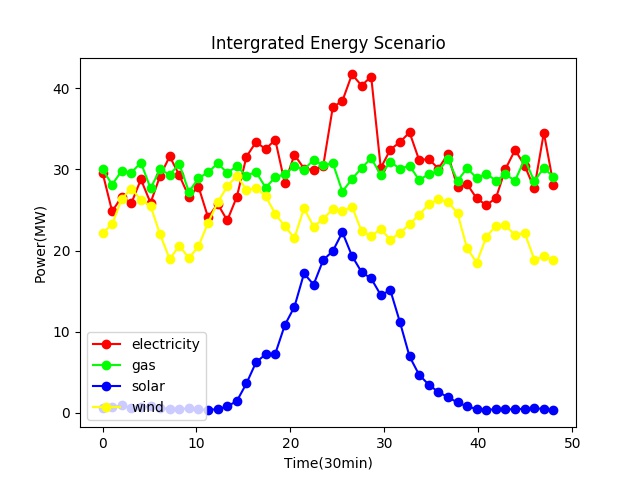 Intergrated Energy Scenario
40
30
20
10
0
Power(MW)
electricity
gas
solar
wind
0 10 20 30 40 50
Time(30min)